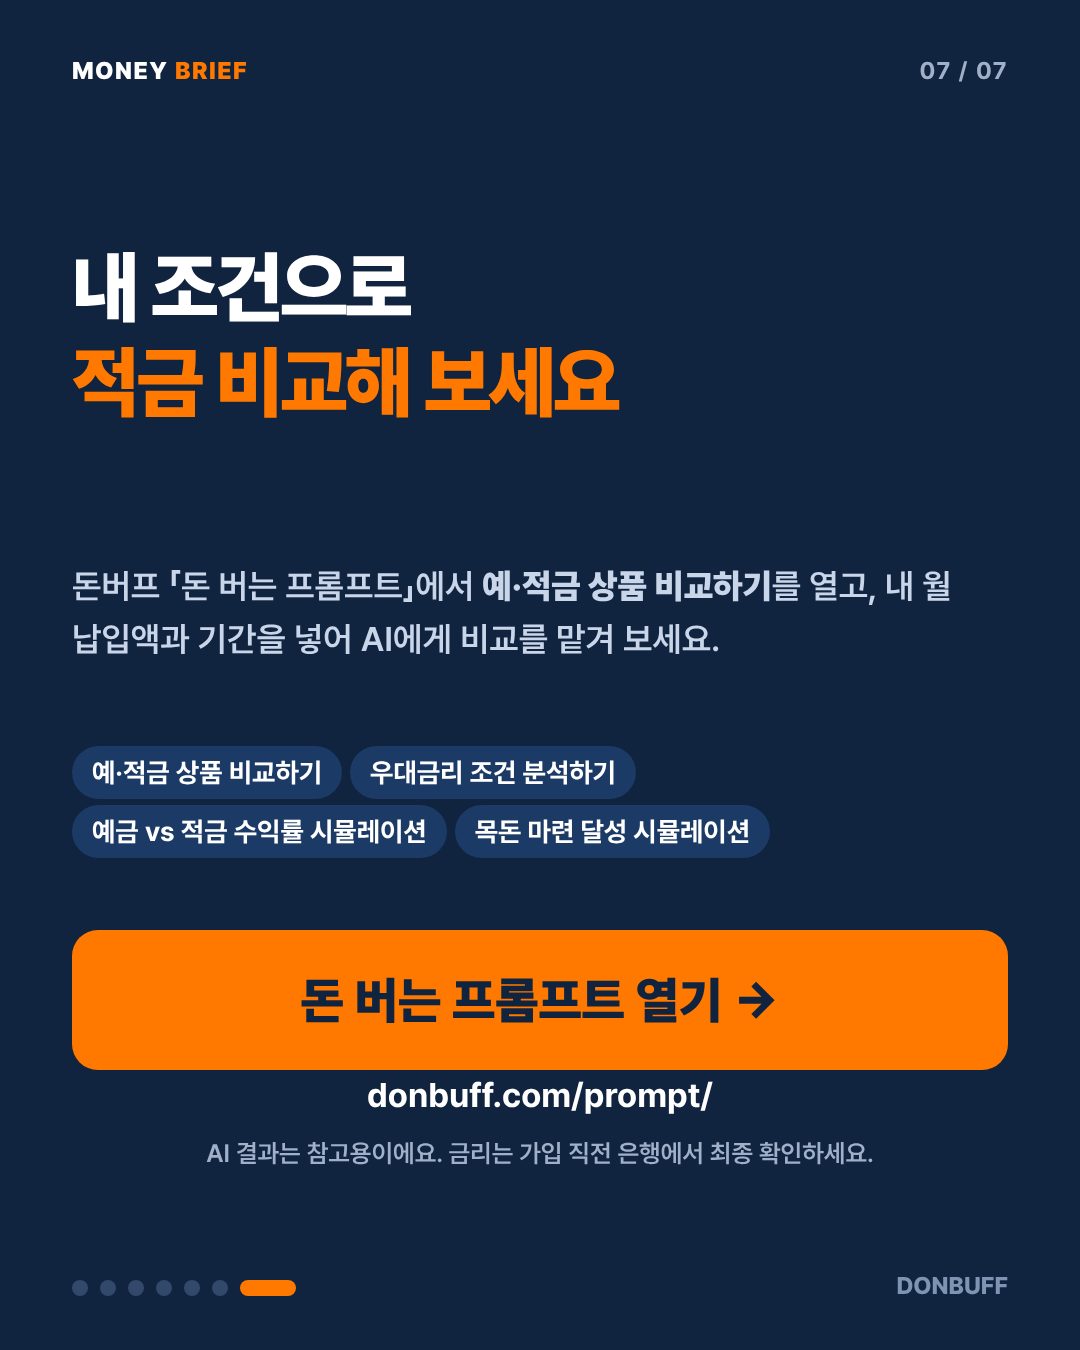 MONEY BRIEF
07 / 07
내 조건으로
적금 비교해 보세요
돈버프 「돈 버는 프롬프트」에서 예·적금 상품 비교하기를 열고, 내 월
납입액과 기간을 넣어 AI에게 비교를 맡겨 보세요.
예·적금 상품 비교하기
우대금리 조건 분석하기
예금 vs 적금 수익률 시뮬레이션
목돈 마련 달성 시뮬레이션
돈 버는 프롬프트 열기 →
donbuff.com/prompt/
AI 결과는 참고용이에요. 금리는 가입 직전 은행에서 최종 확인하세요.
DONBUFF